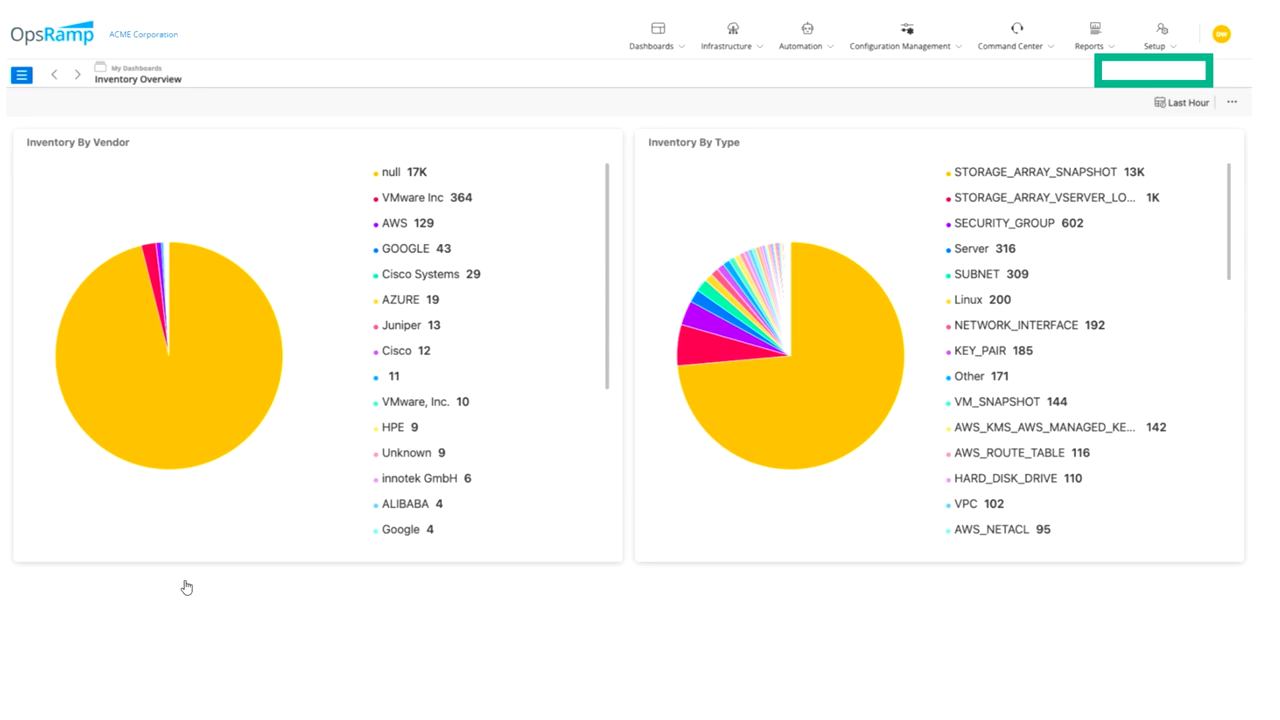 OpsRamp ACME Corporation
Dashboards Infrastructure Automation Configuration Management Command Center Reports Setup DW
My Dashboards
Inventory Overview
Last Hour ...
Inventory By Vendor
null 17K
VMware Inc 364
AWS 129
GOOGLE 43
Cisco Systems 29
AZURE 19
Juniper 13
Cisco 12
11
VMware, Inc. 10
HPE 9
Unknown 9
innotek GmbH 6
ALIBABA 4
Google 4
Inventory By Type
STORAGE_ARRAY_SNAPSHOT 13K
STORAGE_ARRAY_VSERVER_LO... 1K
SECURITY_GROUP 602
Server 316
SUBNET 309
Linux 200
NETWORK_INTERFACE 192
KEY_PAIR 185
Other 171
VM_SNAPSHOT 144
AWS_KMS_AWS_MANAGED_KE... 142
AWS_ROUTE_TABLE 116
HARD_DISK_DRIVE 110
VPC 102
AWS_NETACL 95